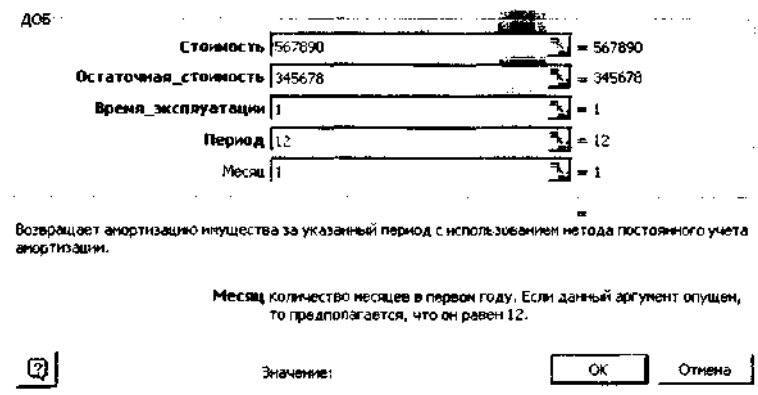 ДОБ
Стоимость 567890 = 567890
Остаточная_стоимость 345678 = 345678
Время_эксплуатации 1 = 1
Период 12 = 12
Месяц 1 = 1
=
Возвращает амортизацию имущества за указанный период с использованием метода постоянного учета
амортизации.
Месяц количество месяцев в первом году. Если данный аргумент опущен,
то предполагается, что он равен 12.
Значение: ОК Отмена